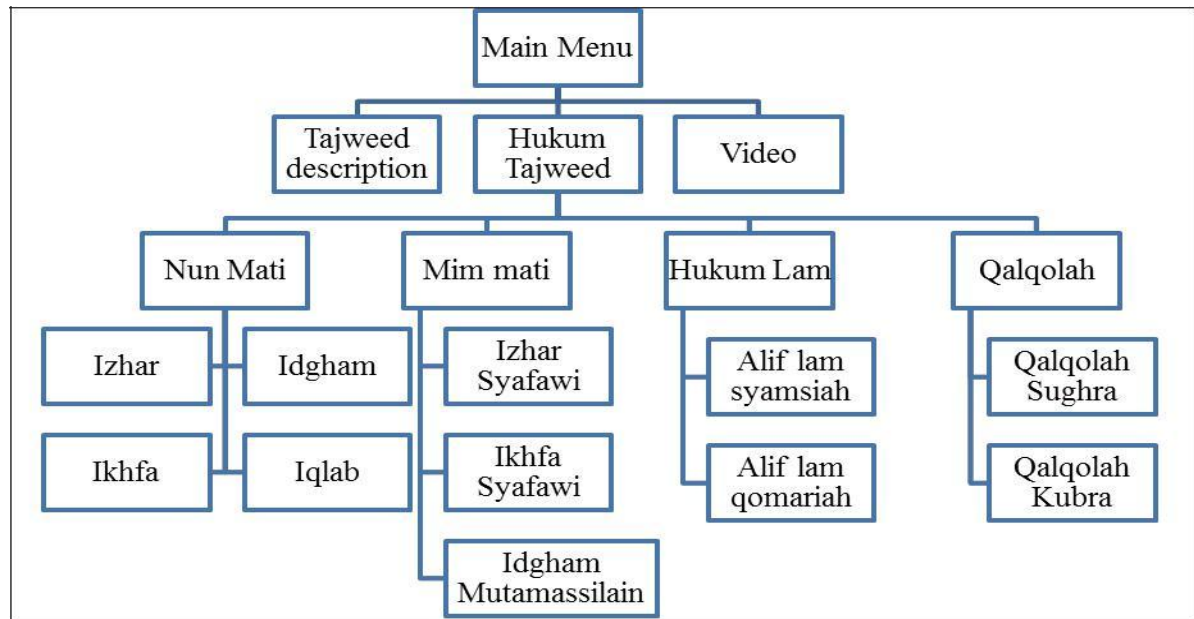 Main Menu
Tajweed
description
Hukum
Tajweed
Video
Nun Mati
Mim mati
Hukum Lam
Qalqolah
Izhar
Idgham
Ikhfa
Iqlab
Izhar
Syafawi
Ikhfa
Syafawi
Idgham
Mutamassilain
Alif lam
syamsiah
Alif lam
qomariah
Qalqolah
Sughra
Qalqolah
Kubra